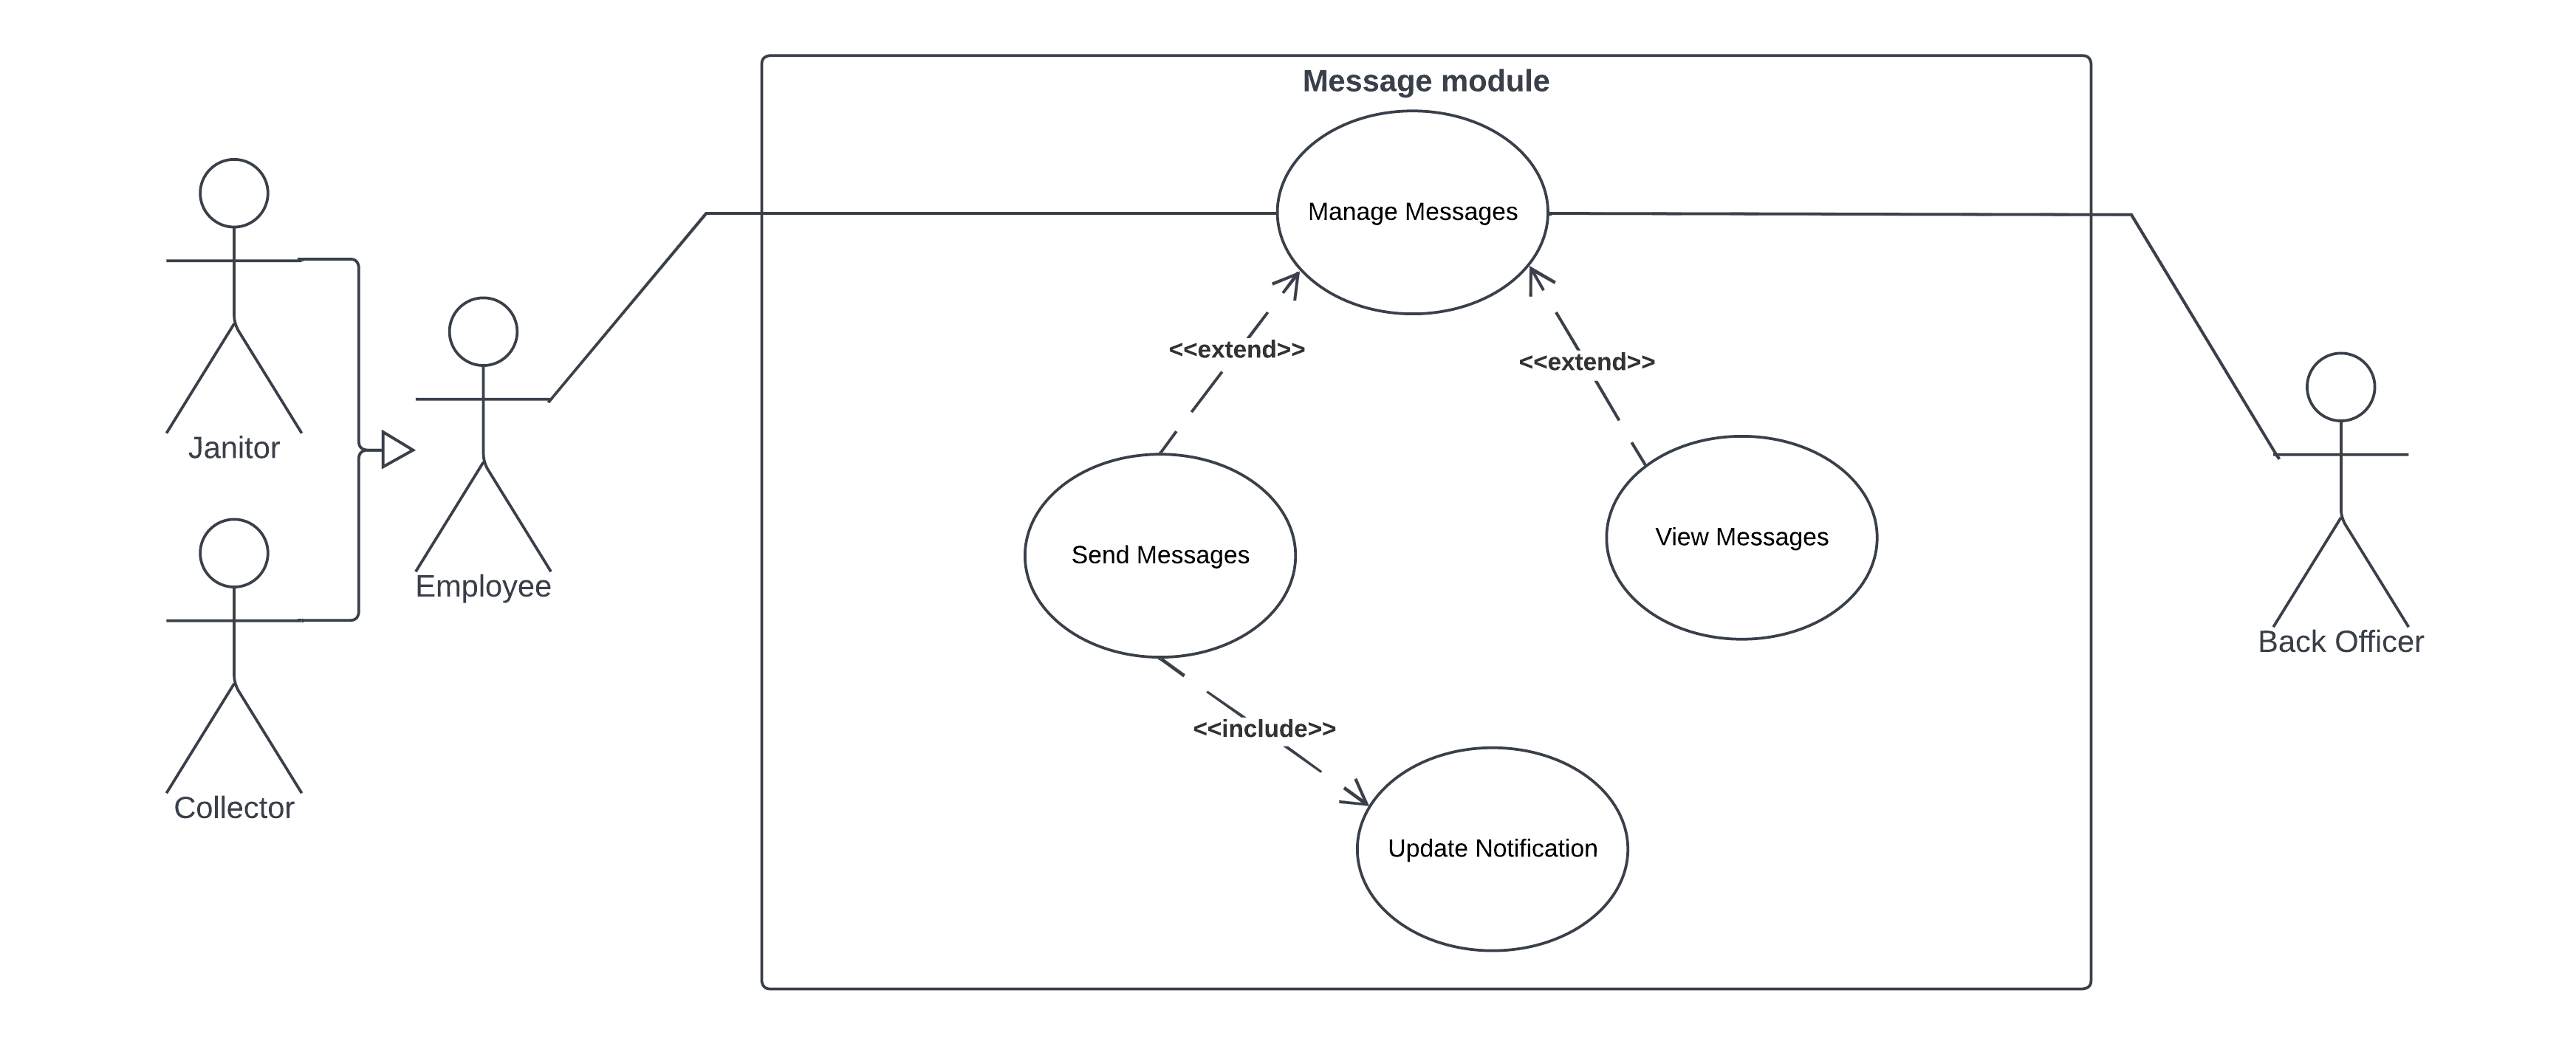 Message module
Manage Messages
<<extend>>
<<extend>>
Janitor
Send Messages
View Messages
Employee
Back Officer
<<include>>
Collector
Update Notification